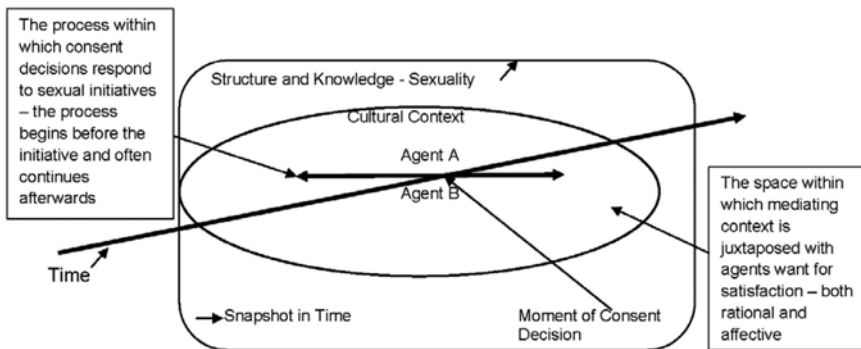 The process within
which consent
decisions respond
to sexual initiatives
– the process
begins before the
initiative and often
continues
afterwards
Structure and Knowledge - Sexuality
Cultural Context
Agent A
Agent B
Time
Snapshot in Time
Moment of Consent
Decision
The space within
which mediating
context is
juxtaposed with
agents want for
satisfaction – both
rational and
affective